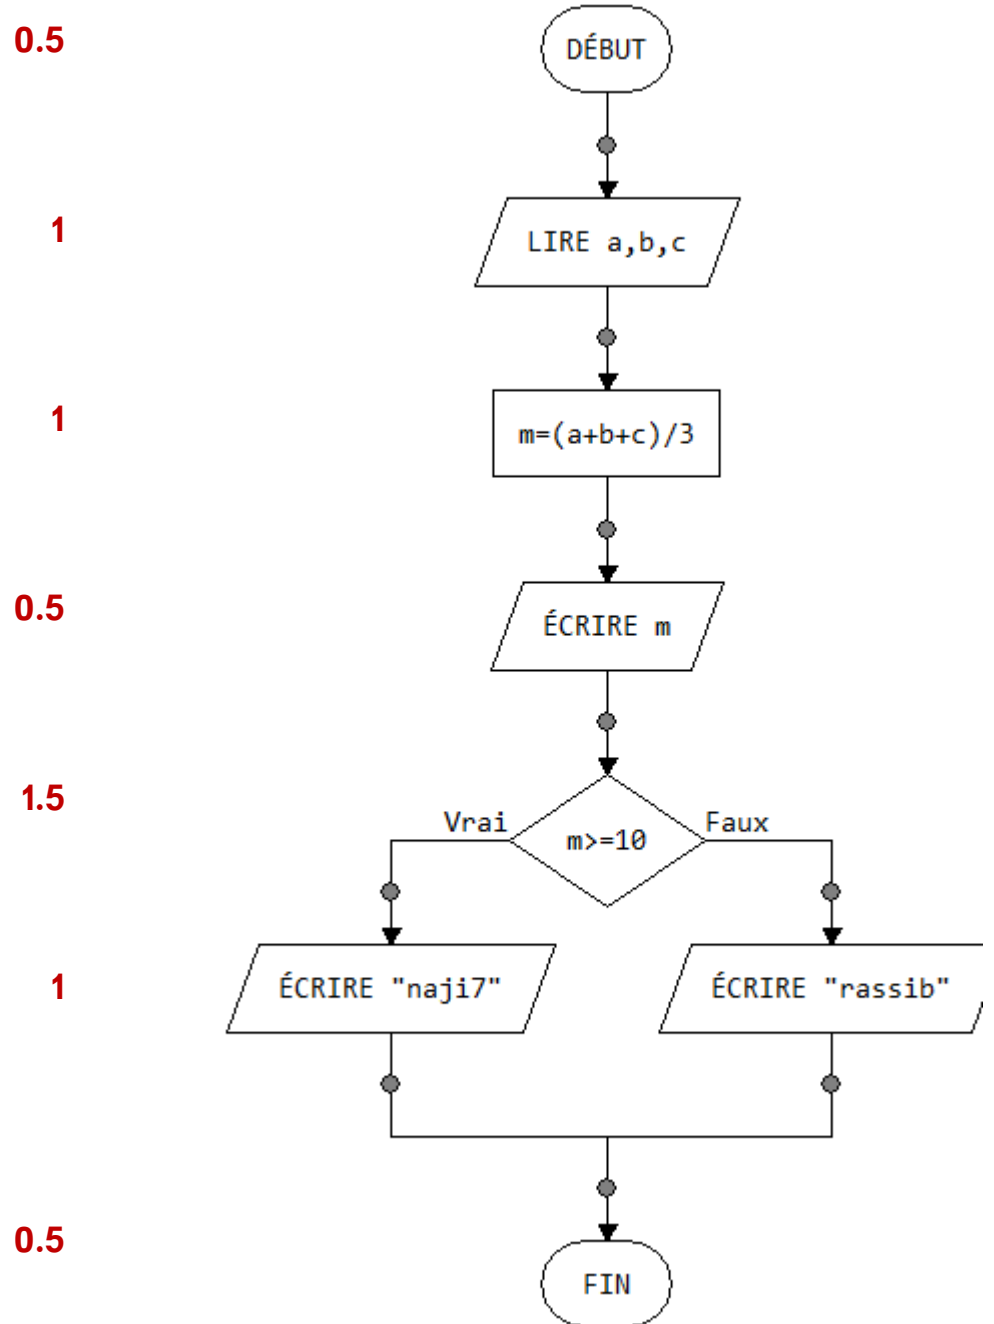 0.5
DÉBUT
1
LIRE a,b,c
1
m=(a+b+c)/3
0.5
ÉCRIRE m
1.5
Vrai
m>=10
Faux
1
ÉCRIRE "naji7"
ÉCRIRE "rassib"
0.5
FIN